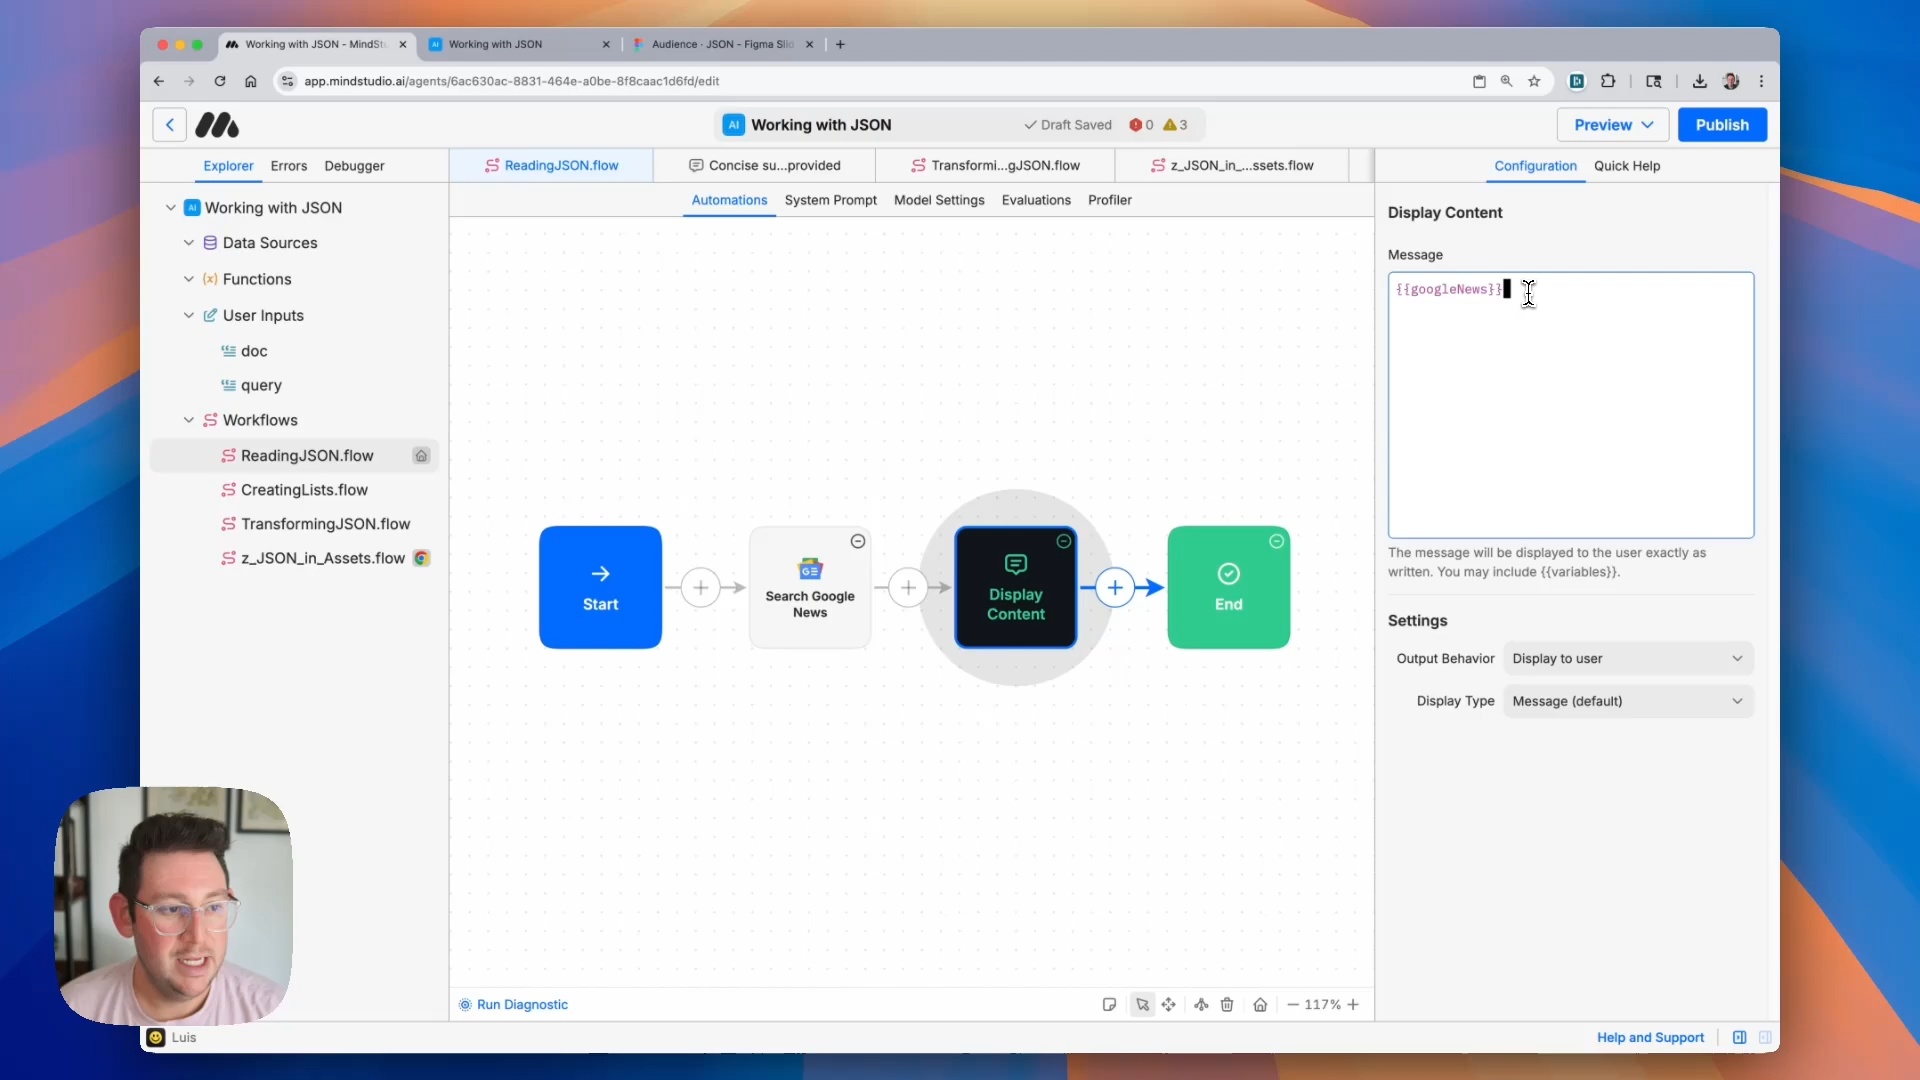 Working with JSON - MindStu
Working with JSON
Audience · JSON - Figma Slid
app.mindstudio.ai/agents/6ac630ac-8831-464e-a0be-8f8caac1d6fd/edit
AI Working with JSON
Draft Saved
0
3
Preview
Publish
Explorer
Errors
Debugger
ReadingJSON.flow
Concise su...provided
Transformi...gJSON.flow
z_JSON_in_...ssets.flow
Configuration
Quick Help
Automations
System Prompt
Model Settings
Evaluations
Profiler
AI Working with JSON
Data Sources
(x) Functions
User Inputs
doc
query
Workflows
ReadingJSON.flow
CreatingLists.flow
TransformingJSON.flow
z_JSON_in_Assets.flow
Start
Search Google
News
Display
Content
End
Display Content
Message
{{googleNews}}
The message will be displayed to the user exactly as
written. You may include {{variables}}.
Settings
Output Behavior
Display to user
Display Type
Message (default)
Run Diagnostic
117%
Luis
Help and Support